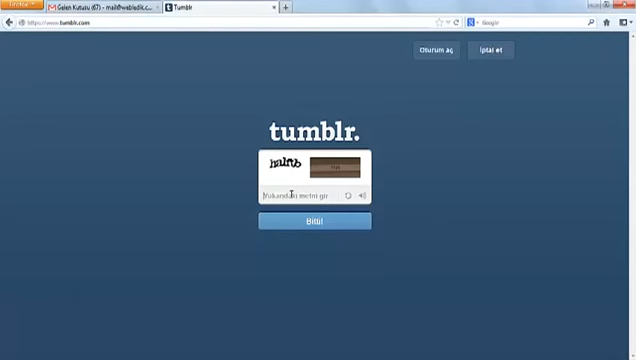 Firefox
Gelen Kutusu (67) - mail@webledik.c...
Tumblr
https://www.tumblr.com
Google
Oturum aç
İptal et
tumblr.
Yukarıdaki metni gir
Bitti!